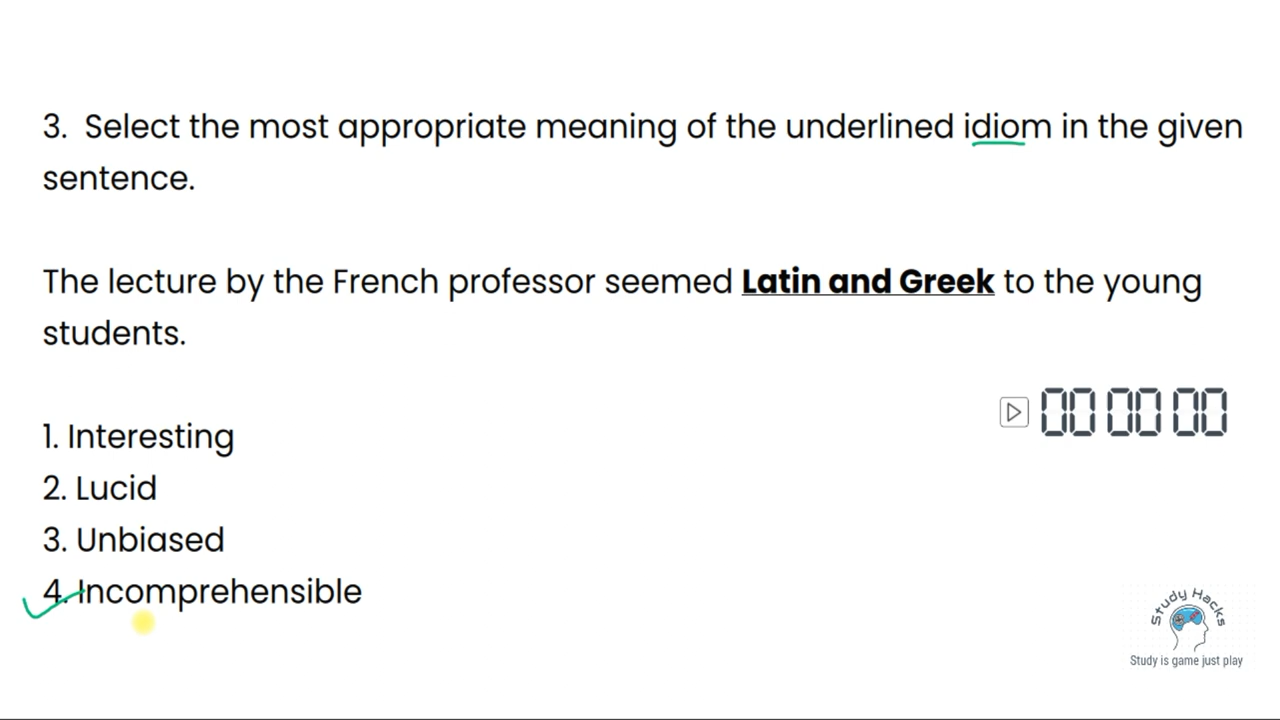 3. Select the most appropriate meaning of the underlined idiom in the given
sentence.
The lecture by the French professor seemed Latin and Greek to the young
students.
1. Interesting
2. Lucid
3. Unbiased
4. Incomprehensible
00 00 00
Study Hacks
Study is game just play